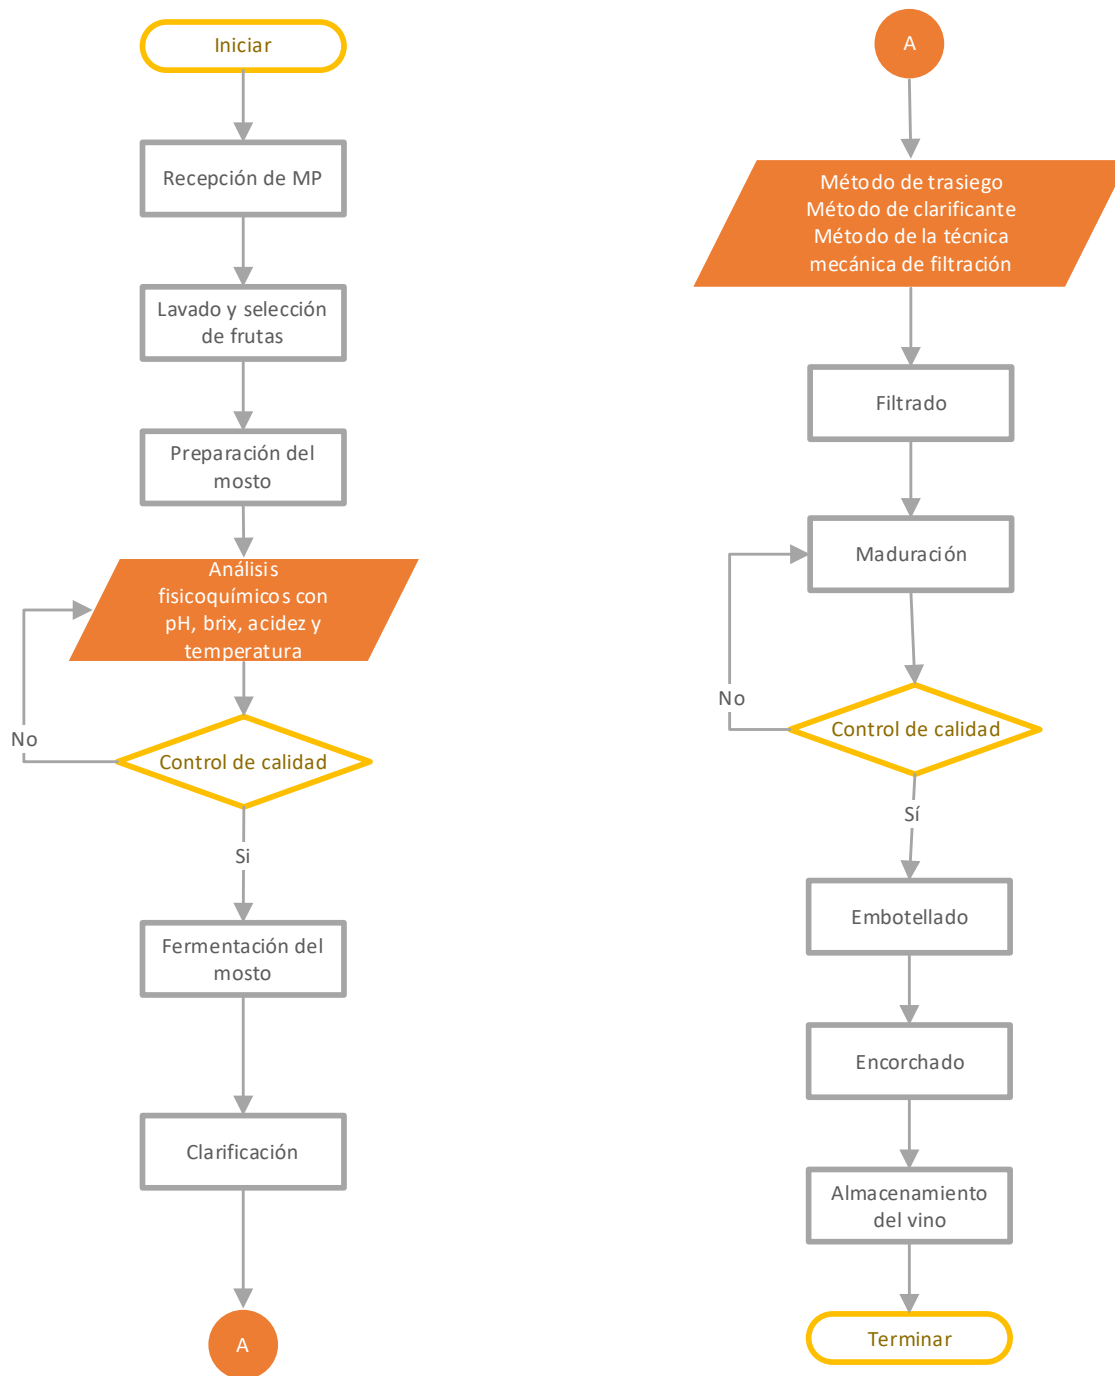 Iniciar
Recepción de MP
Lavado y selección
de frutas
Preparación del
mosto
Análisis
fisicoquímicos con
pH, brix, acidez y
temperatura
No
Control de calidad
Si
Fermentación del
mosto
Clarificación
A
A
Método de trasiego
Método de clarificante
Método de la técnica
mecánica de filtración
Filtrado
Maduración
No
Control de calidad
Sí
Embotellado
Encorchado
Almacenamiento
del vino
Terminar